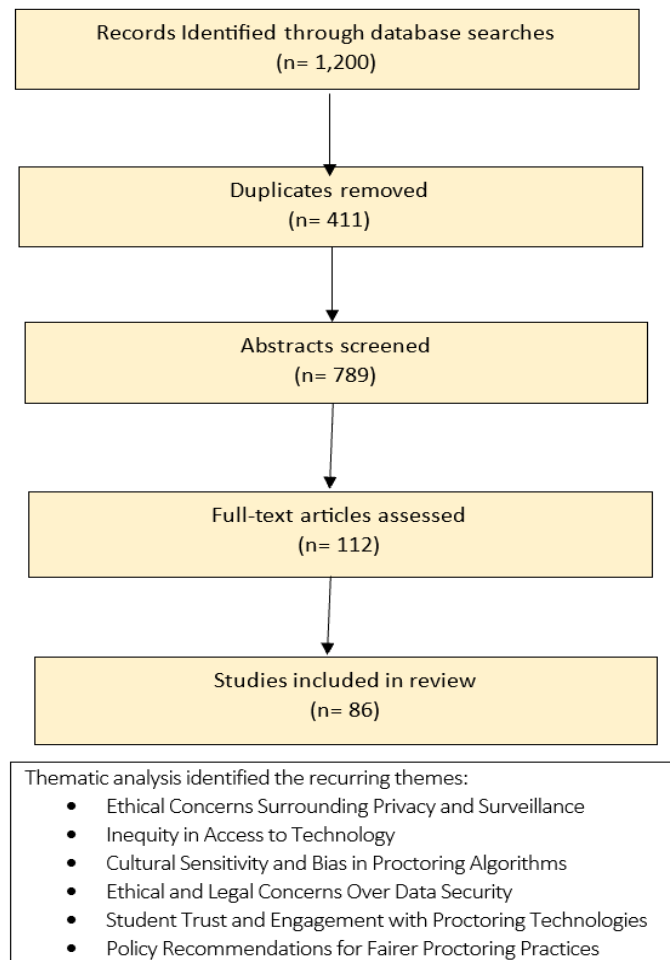 Records Identified through database searches
(n= 1,200)
Duplicates removed
(n= 411)
Abstracts screened
(n= 789)
Full-text articles assessed
(n= 112)
Studies included in review
(n= 86)
Thematic analysis identified the recurring themes:
• Ethical Concerns Surrounding Privacy and Surveillance
• Inequity in Access to Technology
• Cultural Sensitivity and Bias in Proctoring Algorithms
• Ethical and Legal Concerns Over Data Security
• Student Trust and Engagement with Proctoring Technologies
• Policy Recommendations for Fairer Proctoring Practices